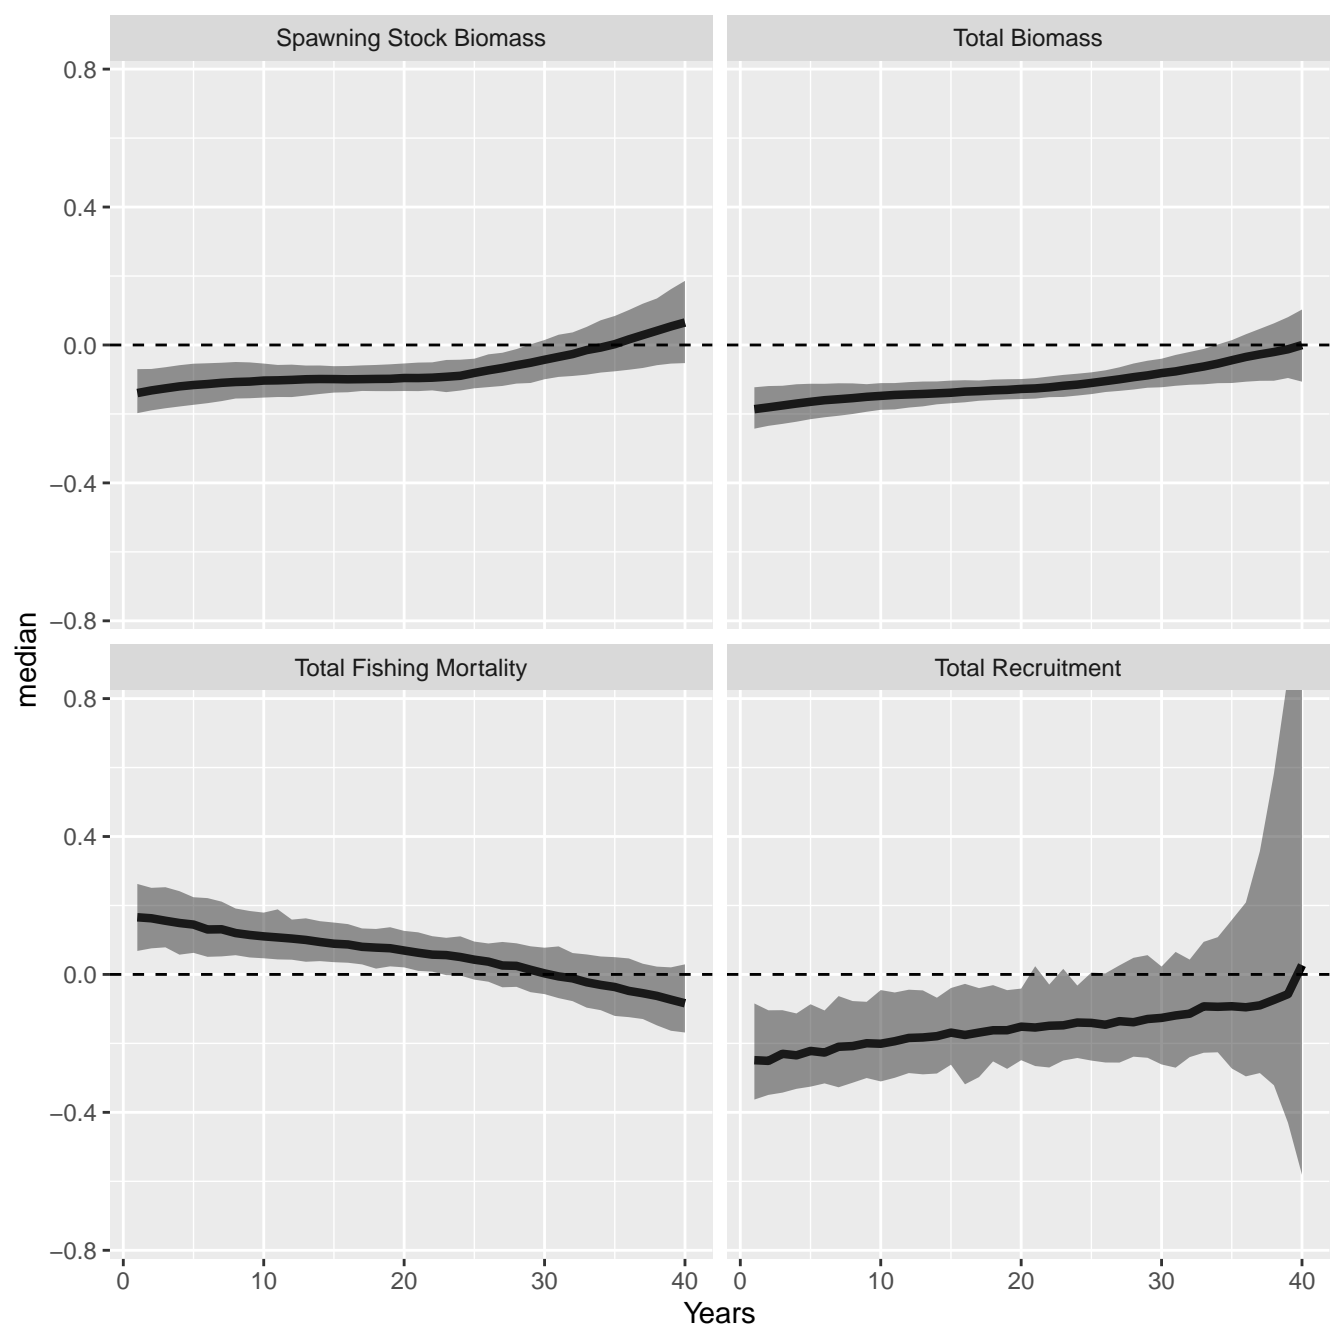 Spawning Stock Biomass
Total Biomass
0.8
0.4
0.0
−0.4
−0.8
median
Total Fishing Mortality
Total Recruitment
0.8
0.4
0.0
−0.4
−0.8
0 10 20 30 40
0 10 20 30 40
Years